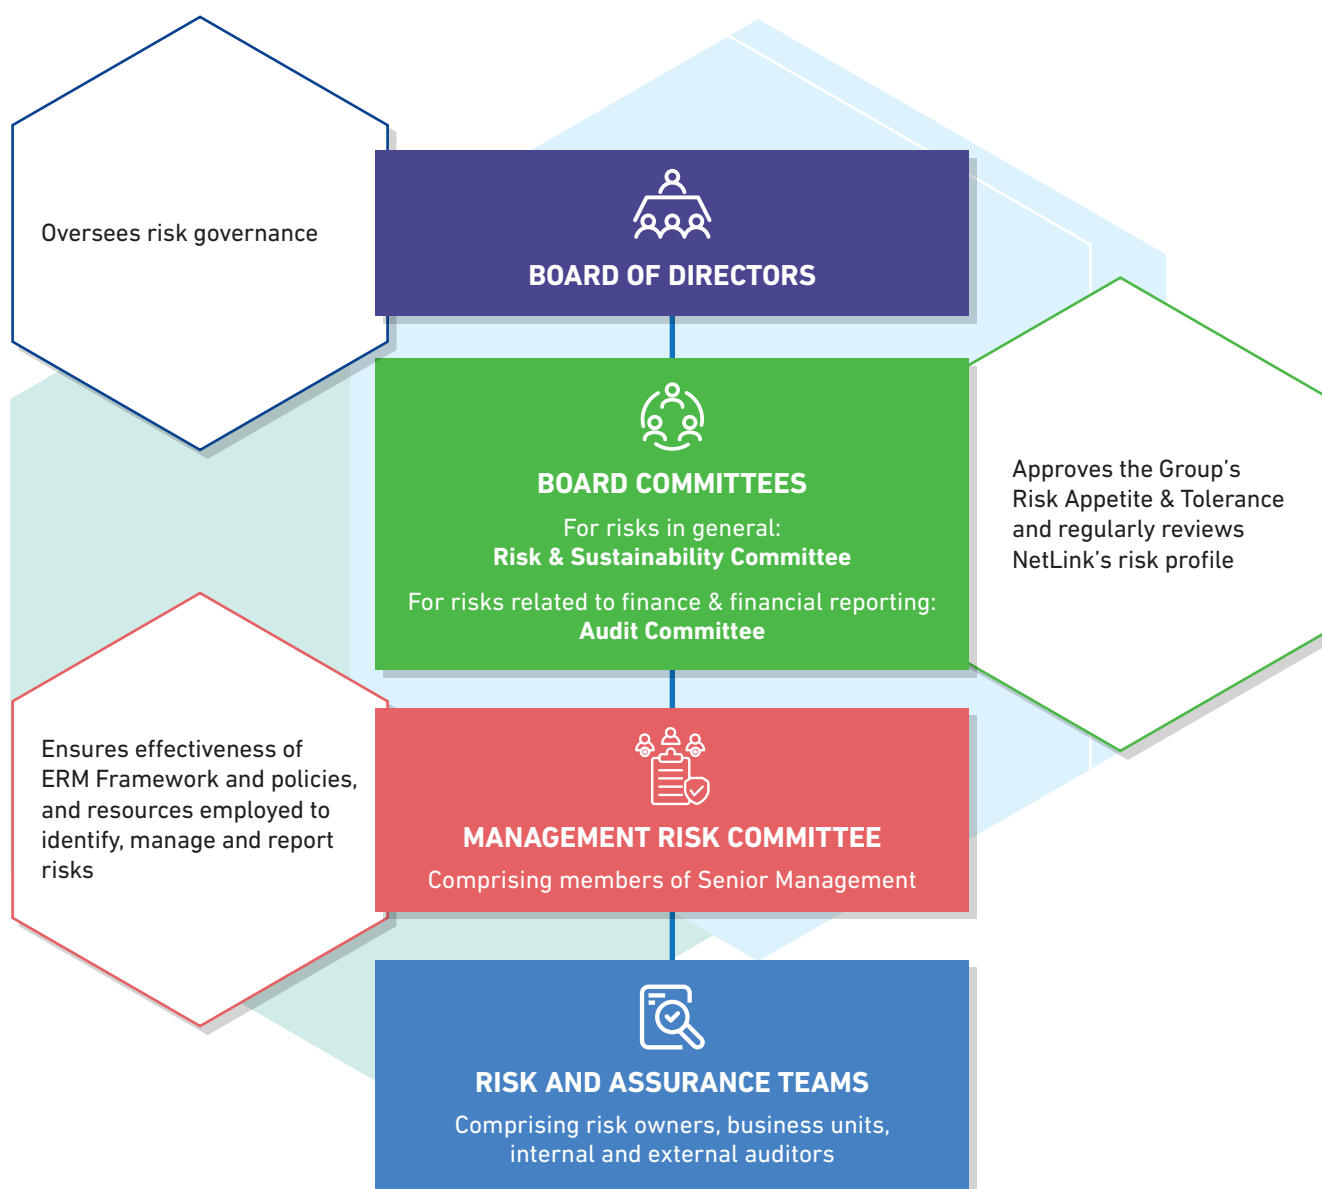 Oversees risk governance
BOARD OF DIRECTORS
BOARD COMMITTEES
For risks in general:
Risk & Sustainability Committee
For risks related to finance & financial reporting:
Audit Committee
Approves the Group’s
Risk Appetite & Tolerance
and regularly reviews
NetLink’s risk profile
Ensures effectiveness of
ERM Framework and policies,
and resources employed to
identify, manage and report
risks
MANAGEMENT RISK COMMITTEE
Comprising members of Senior Management
RISK AND ASSURANCE TEAMS
Comprising risk owners, business units,
internal and external auditors